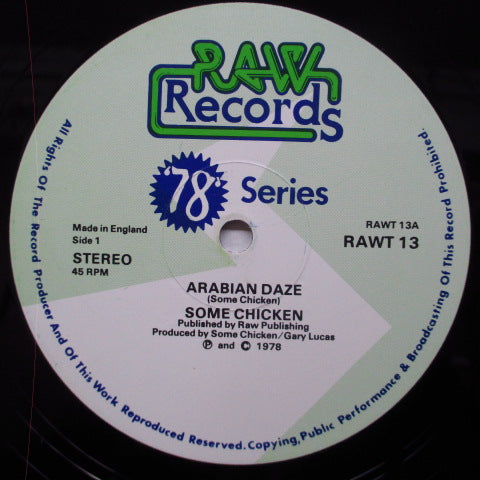 RAW
Records
'78' Series
Made in England
Side 1
STEREO
45 RPM
RAWT 13A
RAWT 13
ARABIAN DAZE
(Some Chicken)
SOME CHICKEN
Published by Raw Publishing
Produced by Some Chicken/Gary Lucas
℗ and © 1978
All Rights Of The Record Producer And Of This Work Reproduced Reserved. Copying, Public Performance & Broadcasting Of This Record Prohibited.